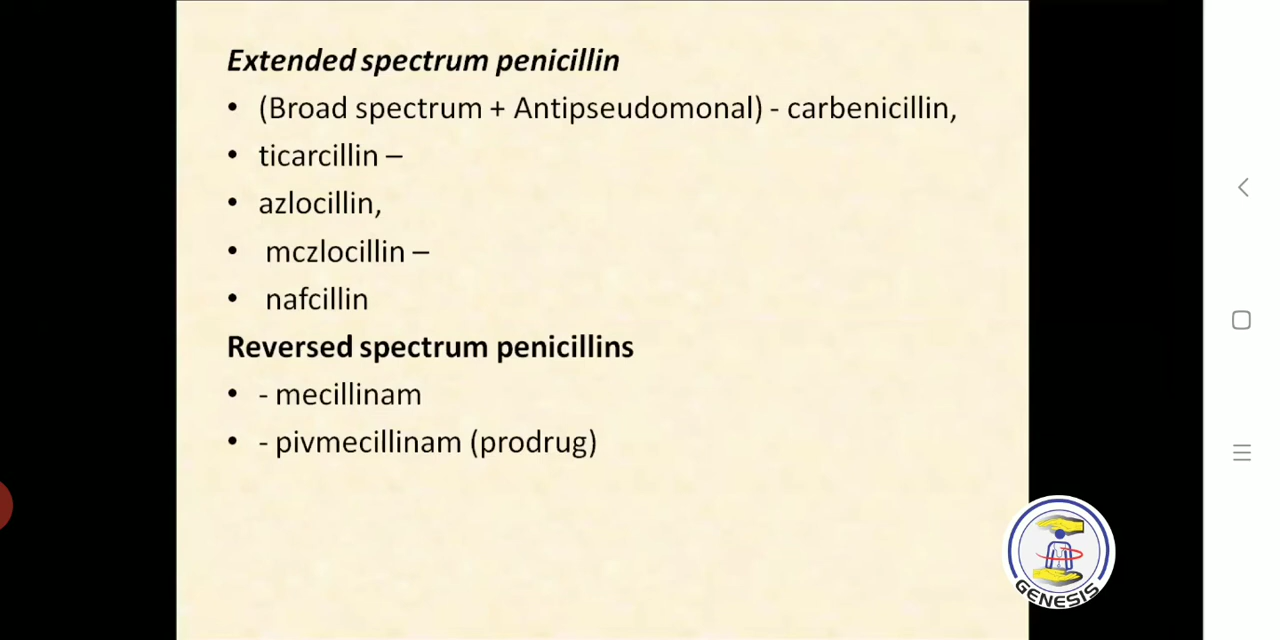 Extended spectrum penicillin
• (Broad spectrum + Antipseudomonal) - carbenicillin,
• ticarcillin –
• azlocillin,
• mczlocillin –
• nafcillin
Reversed spectrum penicillins
• - mecillinam
• - pivmecillinam (prodrug)
GENESIS